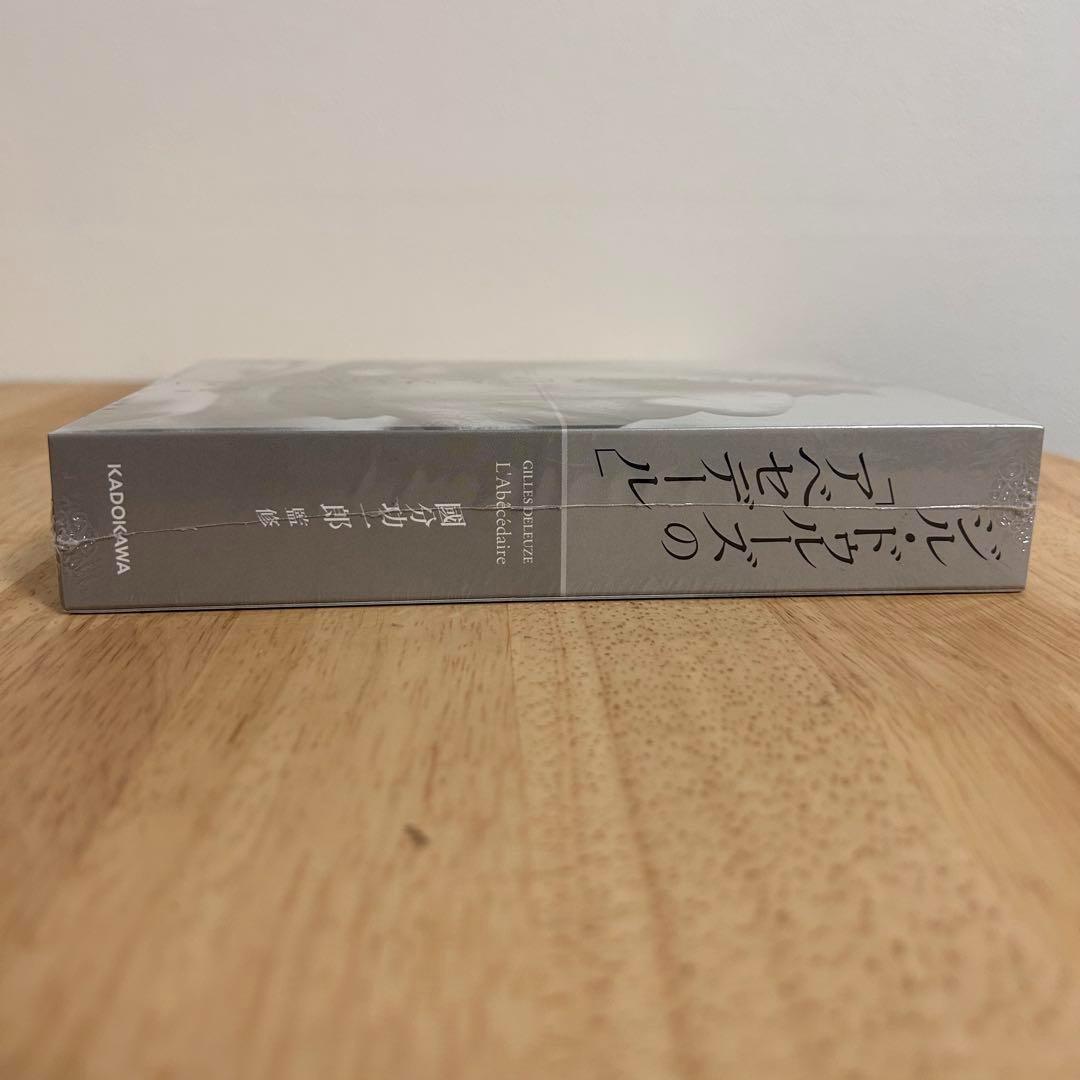 ジル・ドゥルーズの
「アベセデール」
GILLES DELEUZE
L'Abécédaire
國分功一郎
監修
KADOKAWA